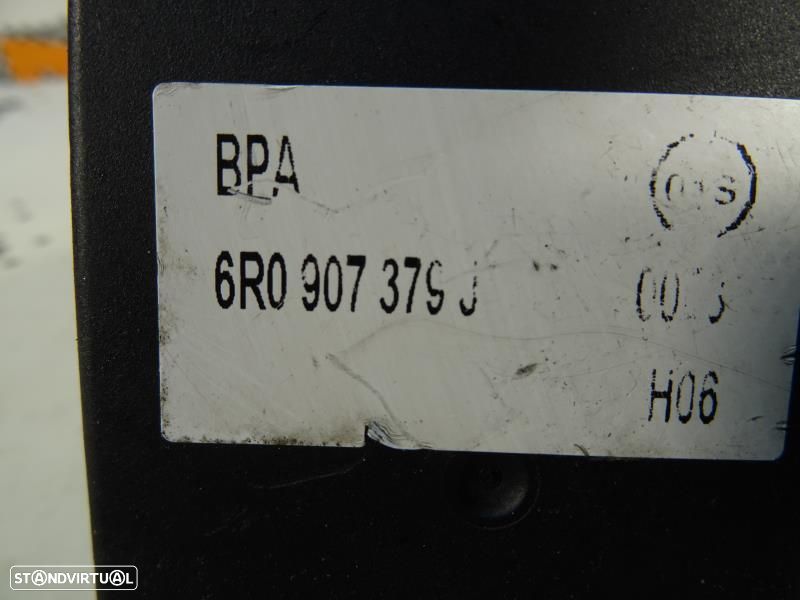 BPA
6R0 907 379 J
H06
STANDVIRTUAL